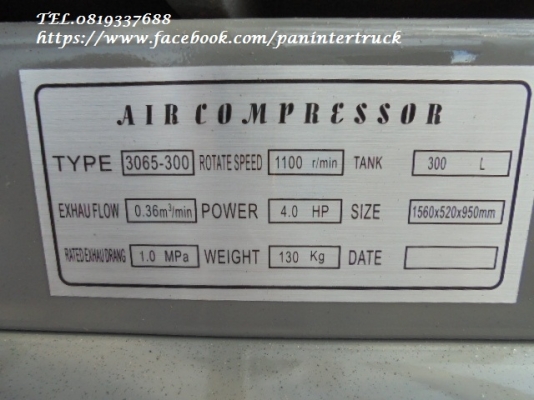 TEL.0819337688
https://www.facebook.com/panintertruck
AIR COMPRESSOR
TYPE 3065-300 ROTATE SPEED 1100 r/min TANK 300 L
EXHAU FLOW 0.36m³/min POWER 4.0 HP SIZE 1560x520x950mm
RATED EXHAU DRANG 1.0 MPa WEIGHT 130 Kg DATE